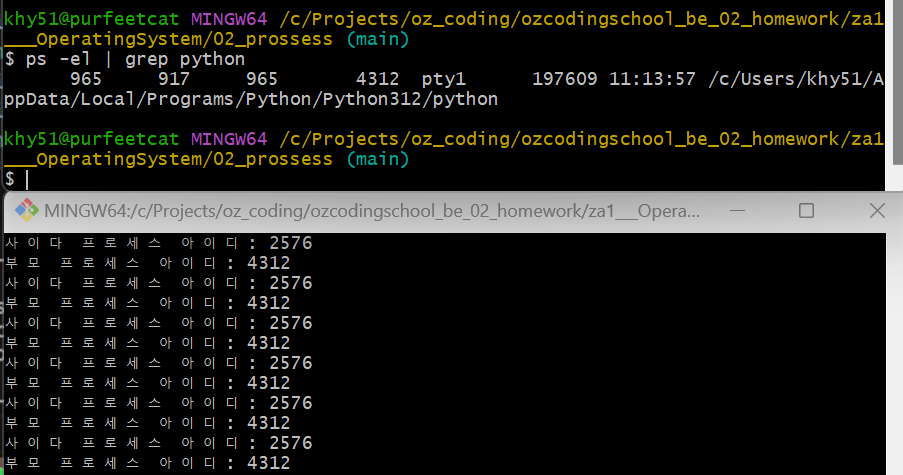 khy51@purfeetcat MINGW64 /c/Projects/oz_coding/ozcodingschool_be_02_homework/za1
___OperatingSystem/02_prossess (main)
$ ps -el | grep python
965 917 965 4312 pty1 197609 11:13:57 /c/Users/khy51/A
ppData/Local/Programs/Python/Python312/python
khy51@purfeetcat MINGW64 /c/Projects/oz_coding/ozcodingschool_be_02_homework/za1
___OperatingSystem/02_prossess (main)
$
MINGW64:/c/Projects/oz_coding/ozcodingschool_be_02_homework/za1___Opera...
사이다 프로세스 아이디: 2576
부모 프로세스 아이디: 4312
사이다 프로세스 아이디: 2576
부모 프로세스 아이디: 4312
사이다 프로세스 아이디: 2576
부모 프로세스 아이디: 4312
사이다 프로세스 아이디: 2576
부모 프로세스 아이디: 4312
사이다 프로세스 아이디: 2576
부모 프로세스 아이디: 4312
사이다 프로세스 아이디: 2576
부모 프로세스 아이디: 4312